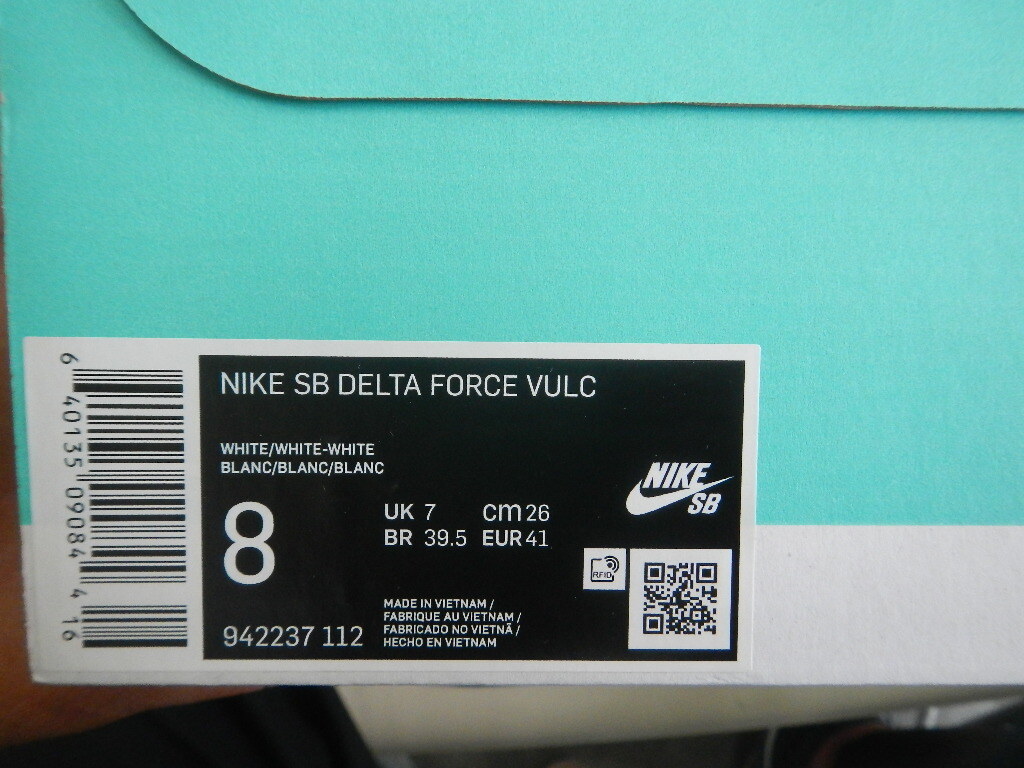 NIKE SB DELTA FORCE VULC
WHITE/WHITE-WHITE
BLANC/BLANC/BLANC
8
UK 7 cm 26
BR 39.5 EUR 41
NIKE
SB
RFID
MADE IN VIETNAM /
FABRIQUE AU VIETNAM /
FABRICADO NO VIETNÃ /
HECHO EN VIETNAM
942237 112
6 40135 09084 4 16